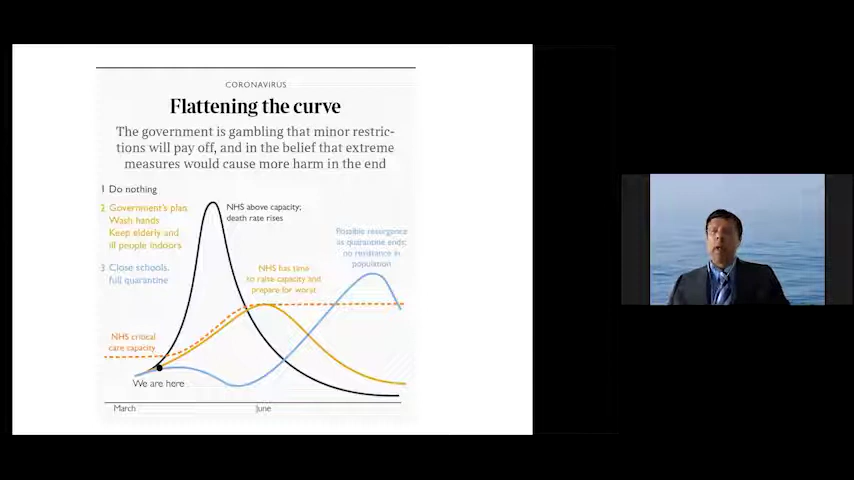 CORONAVIRUS
Flattening the curve
The government is gambling that minor restric-
tions will pay off, and in the belief that extreme
measures would cause more harm in the end
1 Do nothing
2 Government's plan
Wash hands
Keep elderly and
ill people indoors
3 Close schools,
full quarantine
NHS above capacity;
death rate rises
Possible resurgence
as quarantine ends;
no resistance in
population
NHS has time
to raise capacity and
prepare for worst
NHS critical
care capacity
We are here
March
June